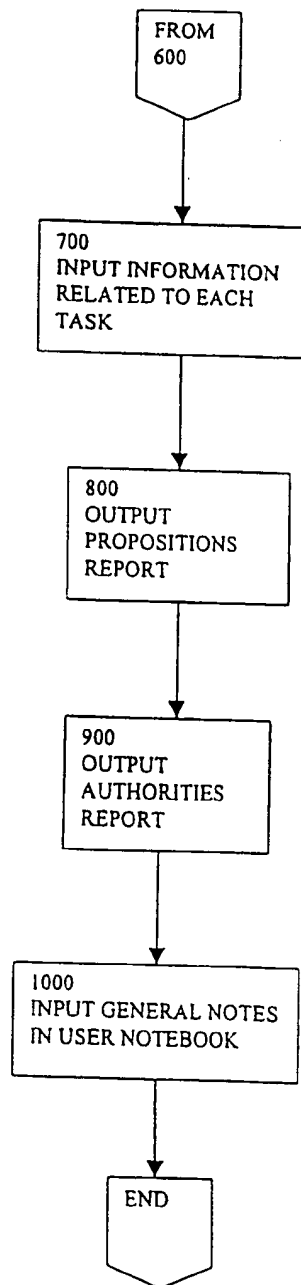 FROM
600
700
INPUT INFORMATION
RELATED TO EACH
TASK
800
OUTPUT
PROPOSITIONS
REPORT
900
OUTPUT
AUTHORITIES
REPORT
1000
INPUT GENERAL NOTES
IN USER NOTEBOOK
END